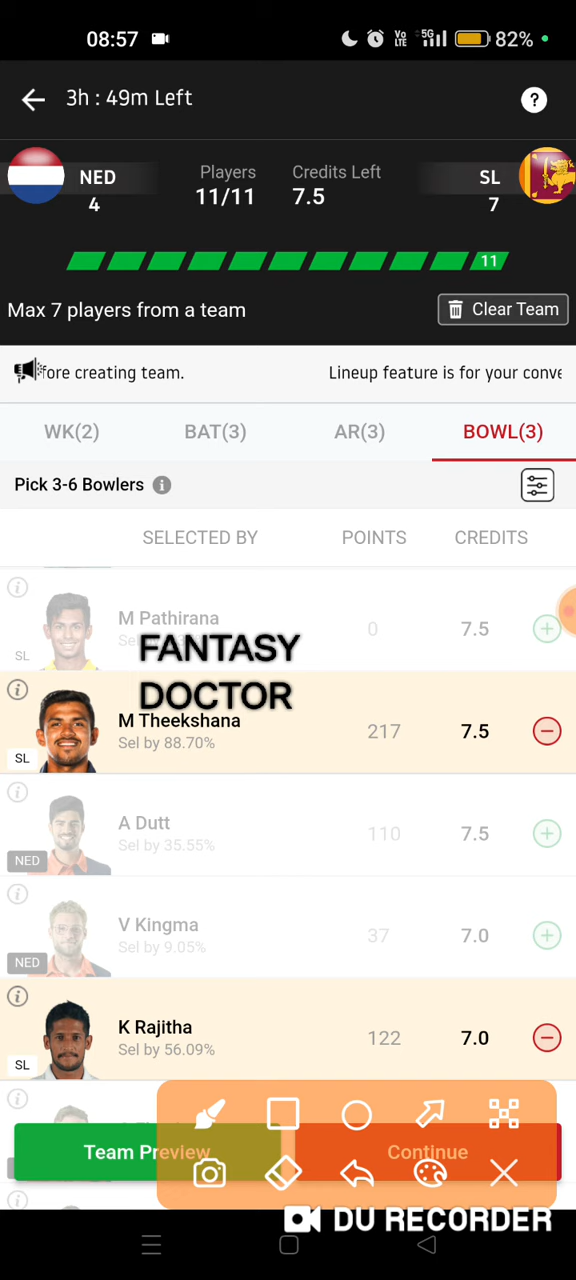 08:57
Vo LTE 5G 82%
3h : 49m Left
?
NED
4
Players
11/11
Credits Left
7.5
SL
7
11
Max 7 players from a team
Clear Team
fore creating team.
Lineup feature is for your conve
WK(2) BAT(3) AR(3) BOWL(3)
Pick 3-6 Bowlers i
SELECTED BY POINTS CREDITS
M Pathirana
0 7.5
SL
FANTASY
DOCTOR
M Theekshana
Sel by 88.70%
217 7.5
SL
A Dutt
Sel by 35.55%
110 7.5
NED
V Kingma
Sel by 9.05%
37 7.0
NED
K Rajitha
Sel by 56.09%
122 7.0
SL
Team Preview
Continue
DU RECORDER